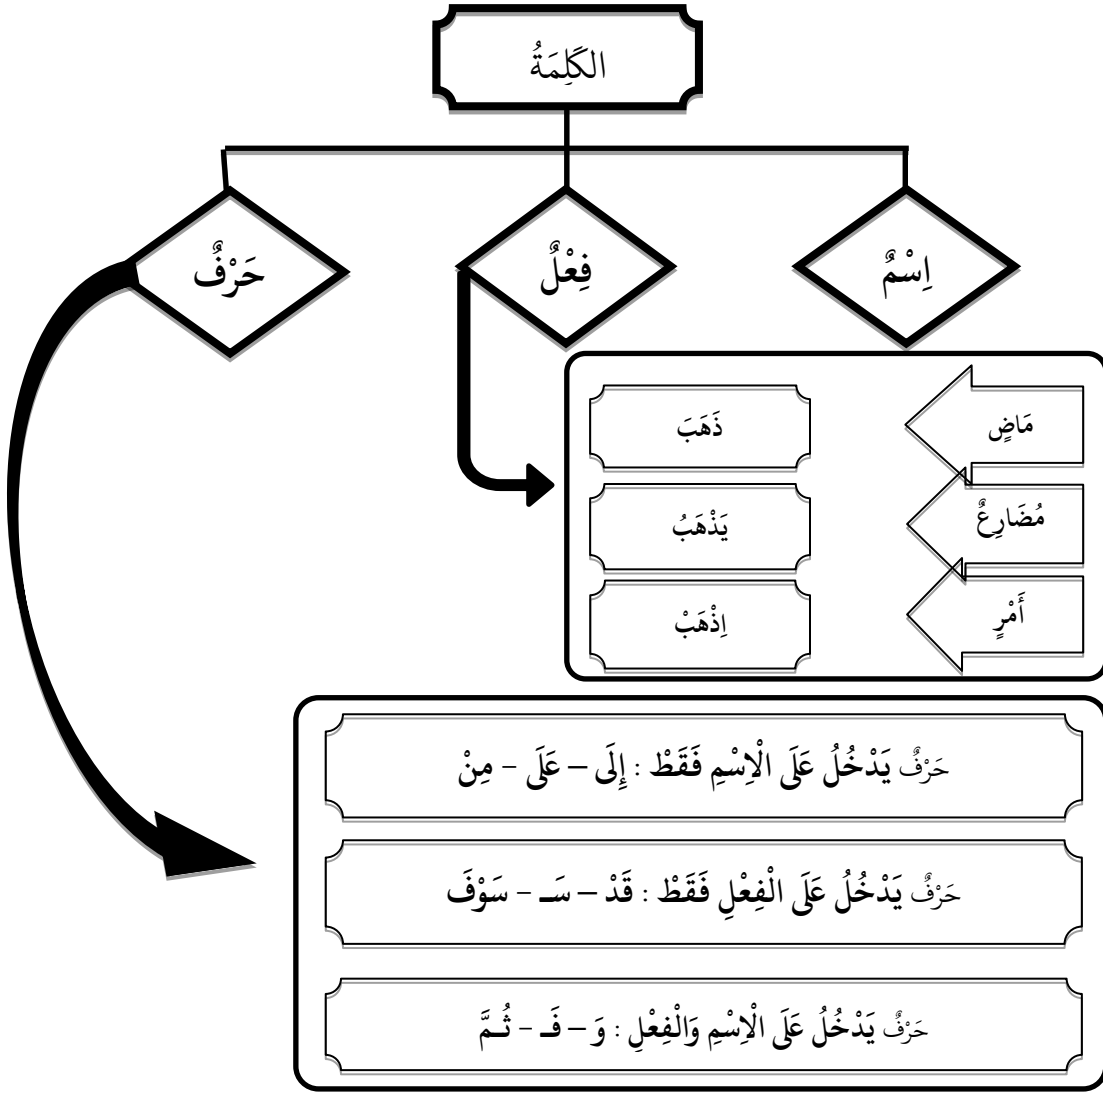 الكَلِمَةُ
اِسْمٌ
فِعْلٌ
حَرْفٌ
مَاضٍ
ذَهَبَ
مُضَارِعٌ
يَذْهَبُ
أَمْرٍ
اِذْهَبْ
حَرْفٌ يَدْخُلُ عَلَى الْاِسْمِ فَقَطْ : إِلَى – عَلَى - مِنْ
حَرْفٌ يَدْخُلُ عَلَى الْفِعْلِ فَقَطْ : قَدْ – سَـ - سَوْفَ
حَرْفٌ يَدْخُلُ عَلَى الْاِسْمِ وَالْفِعْلِ : وَ – فَـ - ثُـمَّ